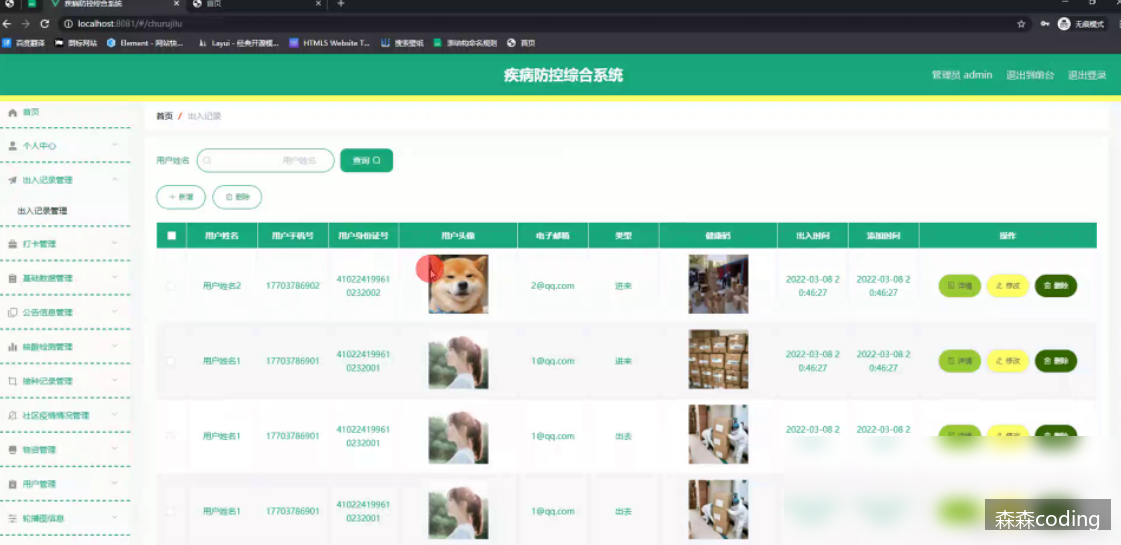 疾病防控综合系统
首页
localhost:8081/#/churujilu
无痕模式
百度翻译
图标网站
Element - 网站快...
Layui - 经典开源模...
HTML5 Website T...
搜索壁纸
驱动构命名规则
首页
疾病防控综合系统
管理员 admin
退出到前台
退出登录
首页
个人中心
出入记录管理
出入记录管理
打卡管理
基础数据管理
公告信息管理
核酸检测管理
接种记录管理
社区疫情情况管理
物资管理
用户管理
轮播图信息
首页 / 出入记录
用户姓名 用户姓名 查询
+ 新增 删除
用户姓名 用户手机号 用户身份证号 用户头像 电子邮箱 类型 健康码 出入时间 添加时间 操作
用户姓名2 17703786902 410224199610232002 2@qq.com 进来 2022-03-08 20:46:27 2022-03-08 20:46:27 详情 修改 删除
用户姓名1 17703786901 410224199610232001 1@qq.com 进来 2022-03-08 20:46:27 2022-03-08 20:46:27 详情 修改 删除
用户姓名1 17703786901 410224199610232001 1@qq.com 出去 2022-03-08 2 2022-03-08 2
用户姓名1 17703786901 410224199610232001 1@qq.com 出去
森森coding